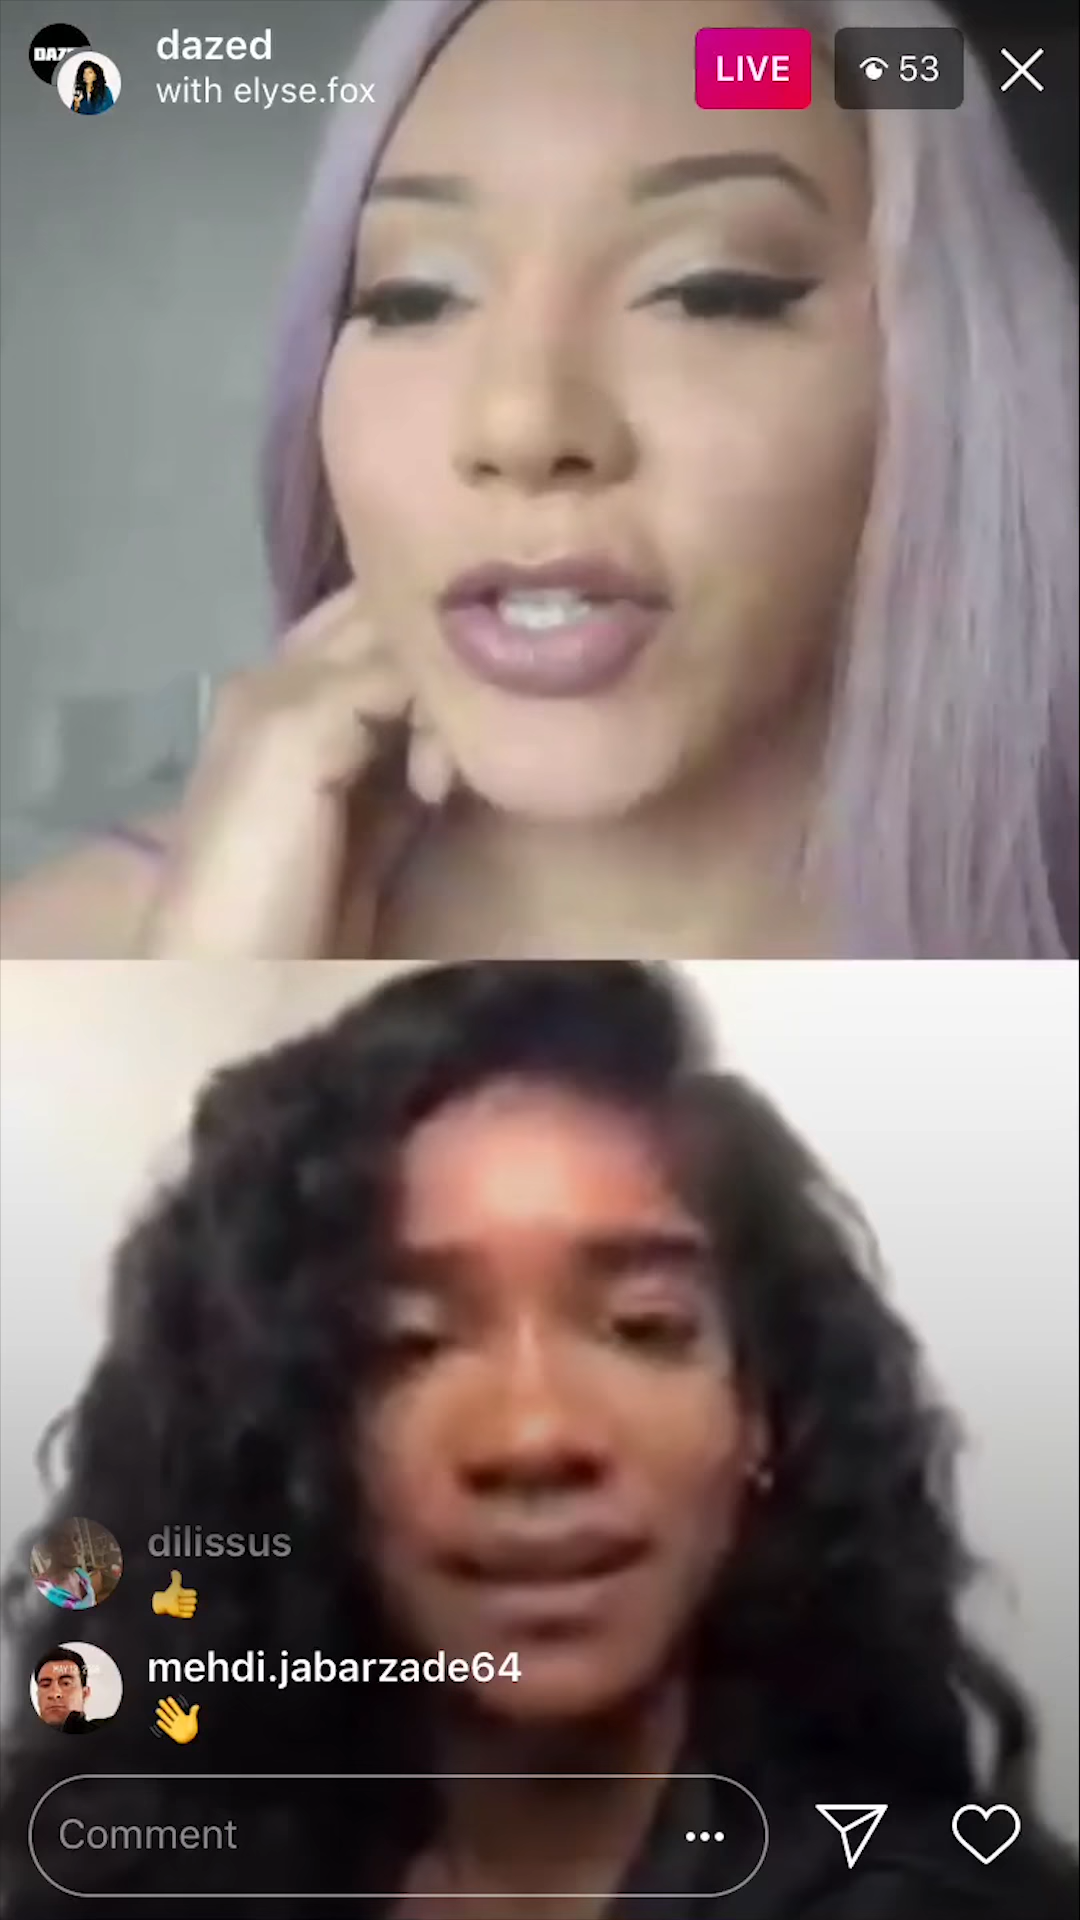 dazed
with elyse.fox
LIVE
53
dilissus
👍
mehdi.jabarzade64
👋
Comment